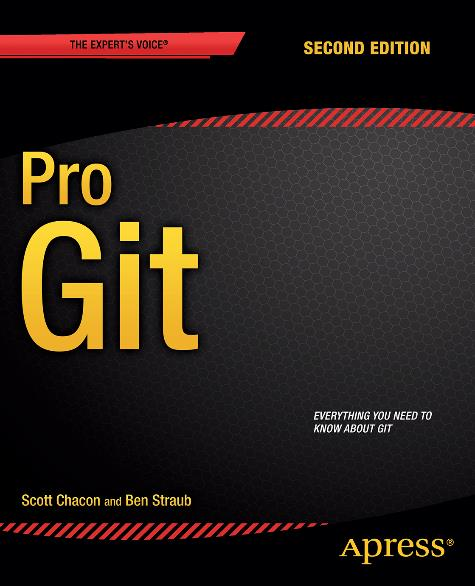 THE EXPERT'S VOICE®
SECOND EDITION
Pro
Git
EVERYTHING YOU NEED TO
KNOW ABOUT GIT
Scott Chacon and Ben Straub
Apress®